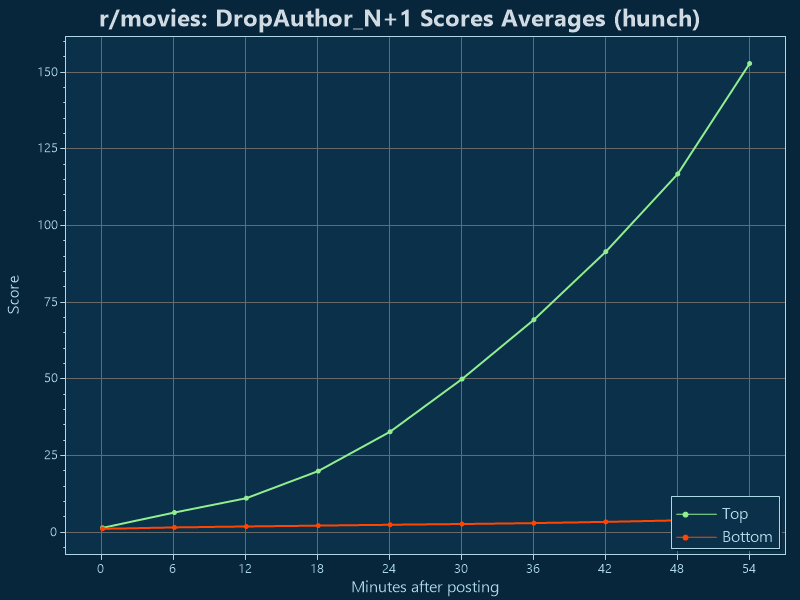 r/movies: DropAuthor_N+1 Scores Averages (hunch)
150
125
100
75
50
25
0
Score
0 6 12 18 24 30 36 42 48 54
Minutes after posting
Top
Bottom